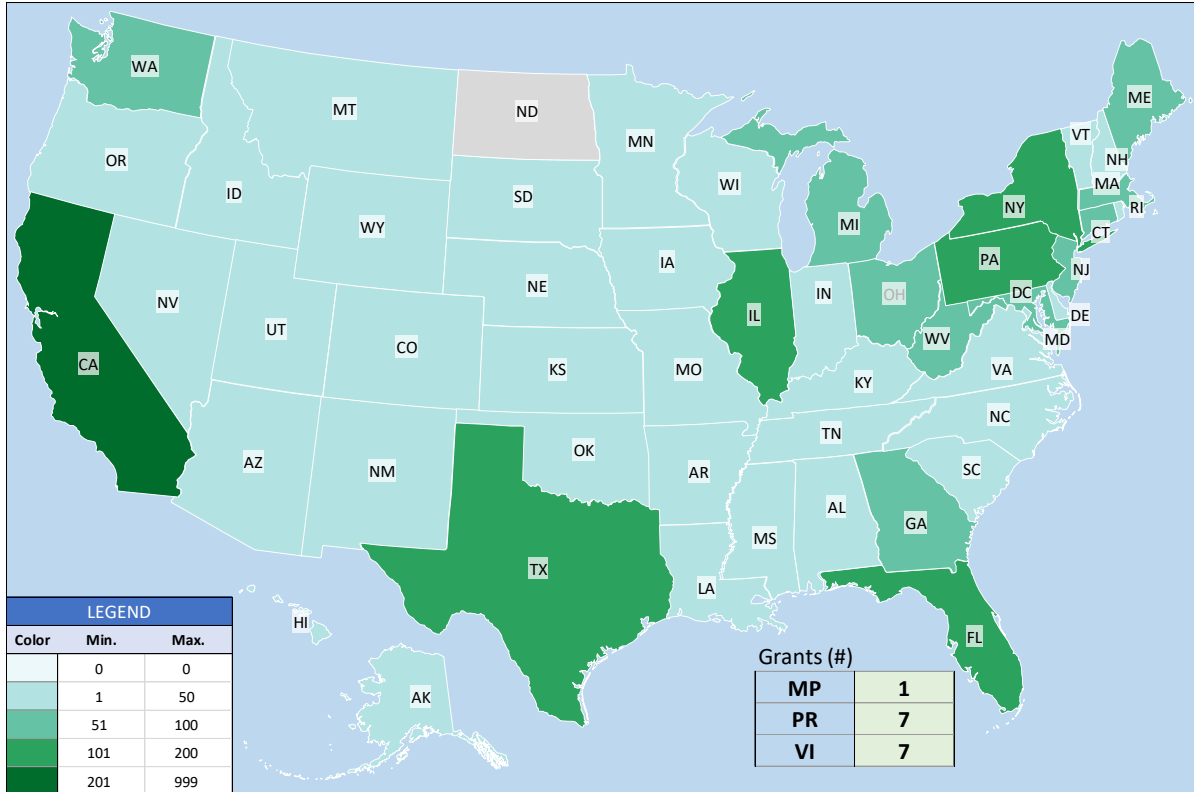 WA
ME
MT
ND
VT
MN
OR
NH
ID
WI
MA
SD
NY
RI
MI
WY
CT
PA
IA
NJ
NE
IN
OH
DC
NV
IL
DE
UT
WV
MD
CO
CA
KS
MO
KY
VA
NC
TN
OK
AZ
NM
AR
SC
AL
GA
MS
TX
LA
HI
FL
AK
LEGEND
Color Min. Max.
0 0
1 50
51 100
101 200
201 999
Grants (#)
MP 1
PR 7
VI 7